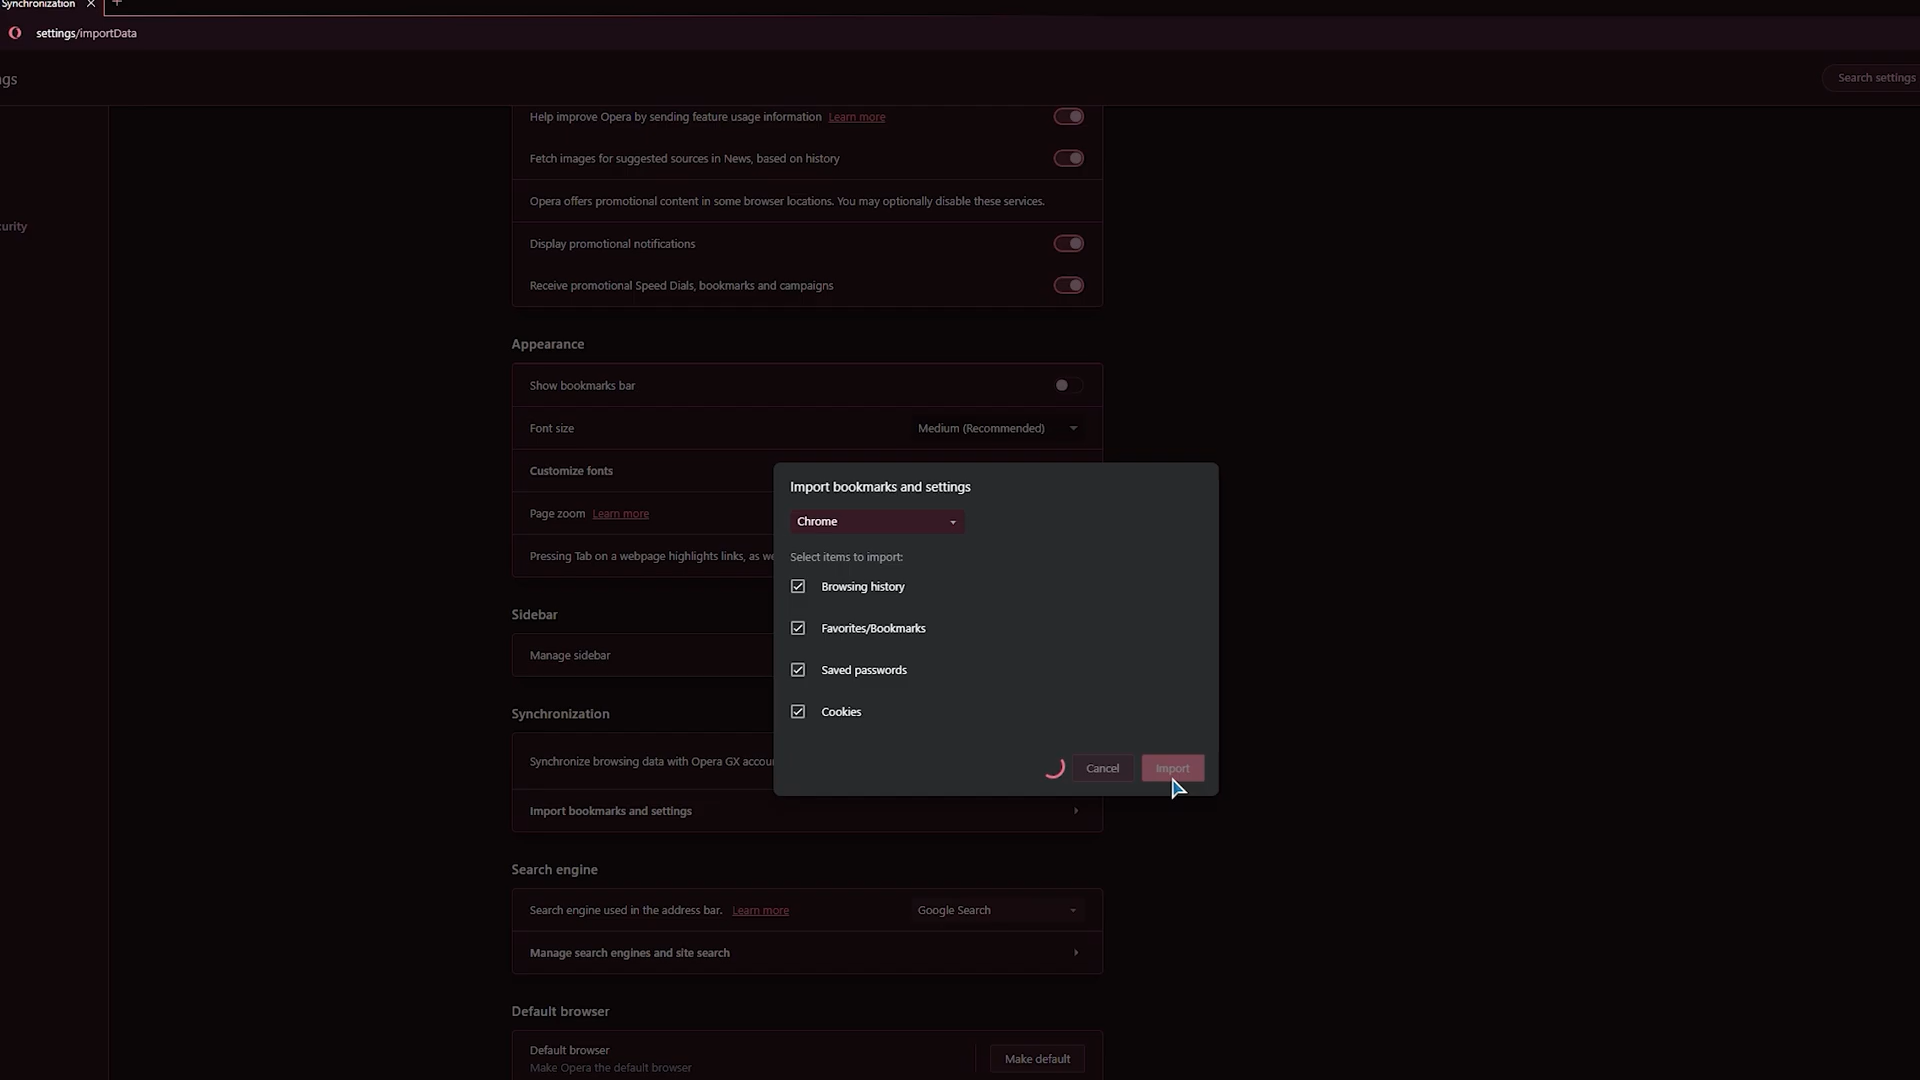 Synchronization
settings/importData
ngs
Search settings
curity
Help improve Opera by sending feature usage information Learn more
Fetch images for suggested sources in News, based on history
Opera offers promotional content in some browser locations. You may optionally disable these services.
Display promotional notifications
Receive promotional Speed Dials, bookmarks and campaigns
Appearance
Show bookmarks bar
Font size Medium (Recommended)
Customize fonts
Page zoom Learn more
Pressing Tab on a webpage highlights links, as we
Sidebar
Manage sidebar
Synchronization
Synchronize browsing data with Opera GX accou
Import bookmarks and settings
Import bookmarks and settings
Chrome
Select items to import:
Browsing history
Favorites/Bookmarks
Saved passwords
Cookies
Cancel Import
Search engine
Search engine used in the address bar. Learn more Google Search
Manage search engines and site search
Default browser
Default browser
Make Opera the default browser
Make default